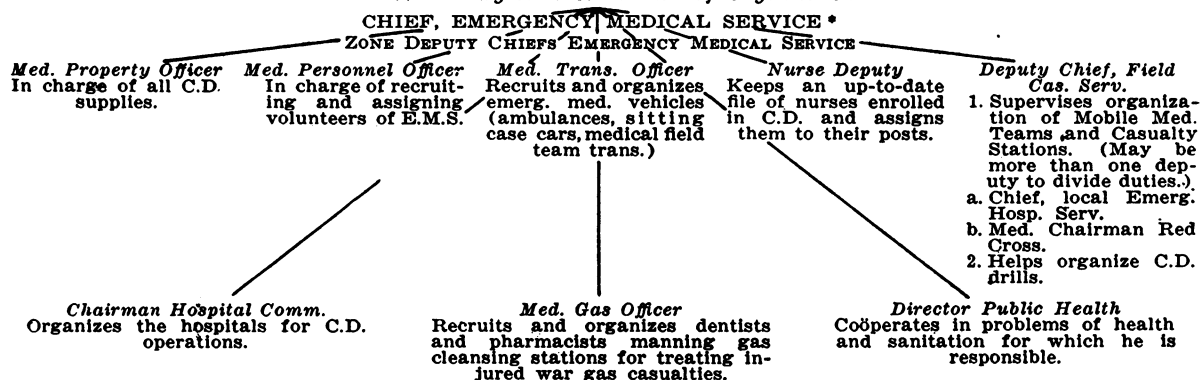 CHIEF, EMERGENCY MEDICAL SERVICE*
ZONE DEPUTY CHIEFS EMERGENCY MEDICAL SERVICE
Med. Property Officer
In charge of all C.D.
supplies.
Med. Personnel Officer
In charge of recruit-
ing and assigning
volunteers of E.M.S.
Med. Trans. Officer
Recruits and organizes
emerg. med. vehicles
(ambulances, sitting
case cars, medical field
team trans.)
Nurse Deputy
Keeps an up-to-date
file of nurses enrolled
in C.D. and assigns
them to their posts.
Deputy Chief, Field
Cas. Serv.
1. Supervises organiza-
tion of Mobile Med.
Teams and Casualty
Stations. (May be
more than one dep-
uty to divide duties.)
a. Chief, local Emerg.
Hosp. Serv.
b. Med. Chairman Red
Cross.
2. Helps organize C.D.
drills.
Chairman Hospital Comm.
Organizes the hospitals for C.D.
operations.
Med. Gas Officer
Recruits and organizes dentists
and pharmacists manning gas
cleansing stations for treating in-
jured war gas casualties.
Director Public Health
Coöperates in problems of health
and sanitation for which he is
responsible.